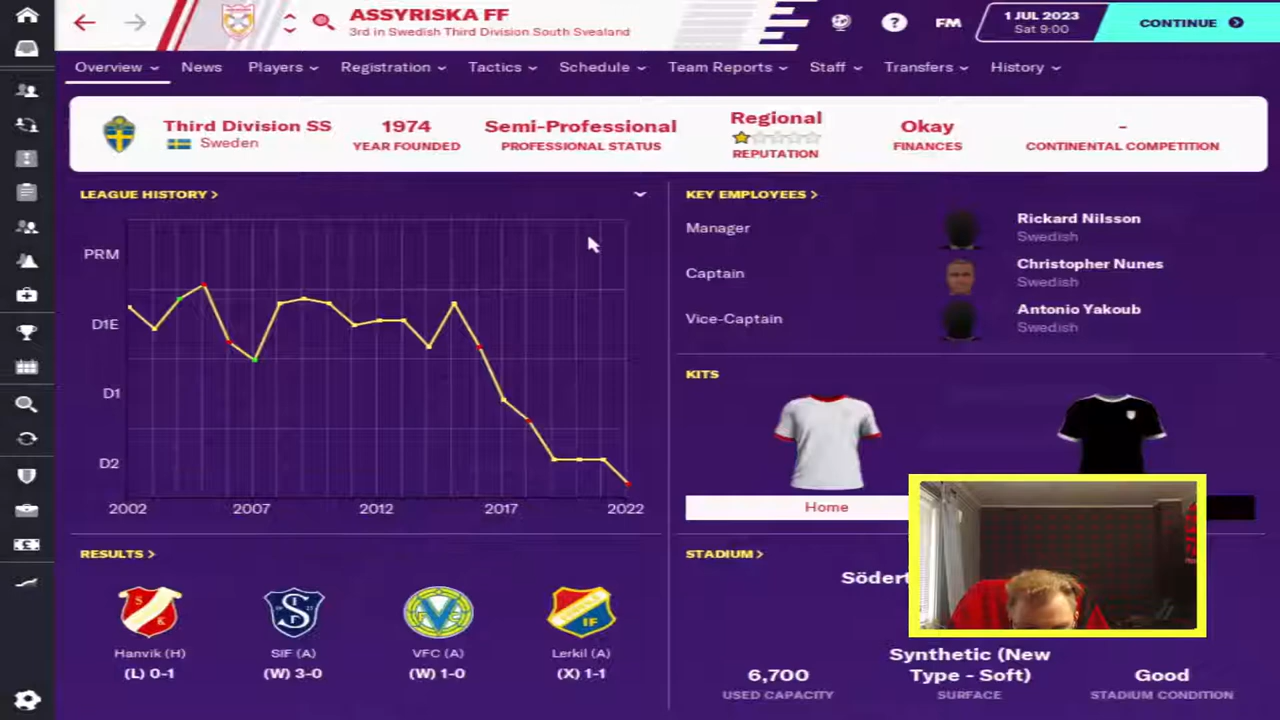 ASSYRISKA FF
3rd in Swedish Third Division South Svealand
FM
1 JUL 2023
Sat 9:00
CONTINUE
Overview
News
Players
Registration
Tactics
Schedule
Team Reports
Staff
Transfers
History
Third Division SS
Sweden
1974
YEAR FOUNDED
Semi-Professional
PROFESSIONAL STATUS
Regional
REPUTATION
Okay
FINANCES
-
CONTINENTAL COMPETITION
LEAGUE HISTORY >
PRM
D1E
D1
D2
2002
2007
2012
2017
2022
KEY EMPLOYEES >
Manager
Rickard Nilsson
Swedish
Captain
Christopher Nunes
Swedish
Vice-Captain
Antonio Yakoub
Swedish
KITS
Home
RESULTS >
Hanvik (H)
(L) 0-1
SIF (A)
(W) 3-0
VFC (A)
(W) 1-0
Lerkil (A)
(X) 1-1
STADIUM >
Södert
6,700
USED CAPACITY
Synthetic (New
Type - Soft)
SURFACE
Good
STADIUM CONDITION